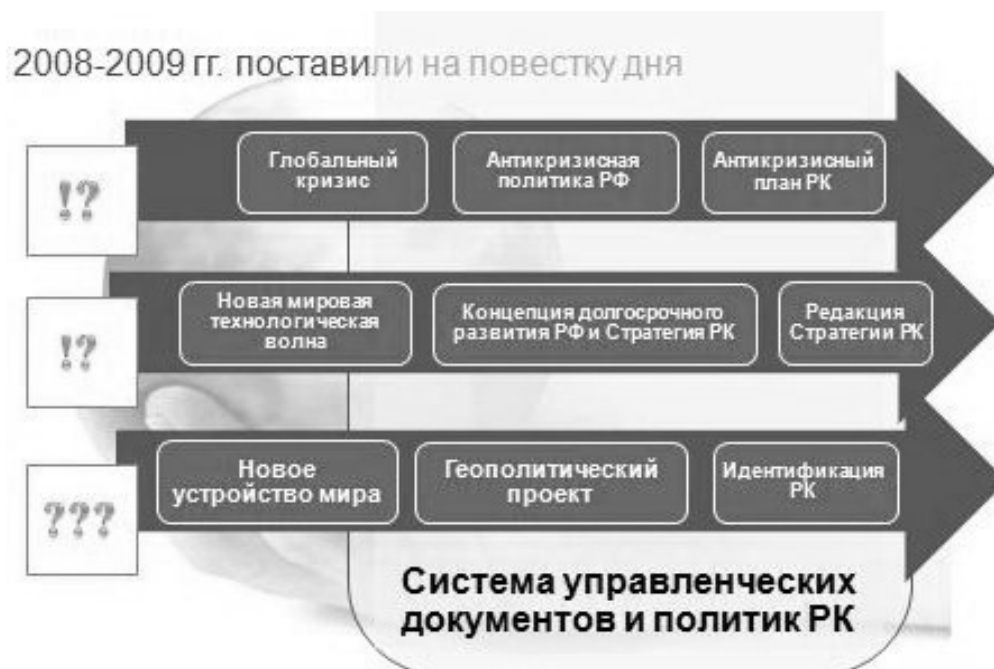 2008-2009 гг. поставили на повестку дня
!?
Глобальный
кризис
Антикризисная
политика РФ
Антикризисный
план РК
!?
Новая мировая
технологическая
волна
Концепция долгосрочного
развития РФ и Стратегия РК
Редакция
Стратегии РК
???
Новое
устройство мира
Геополитический
проект
Идентификация
РК
Система управленческих
документов и политик РК